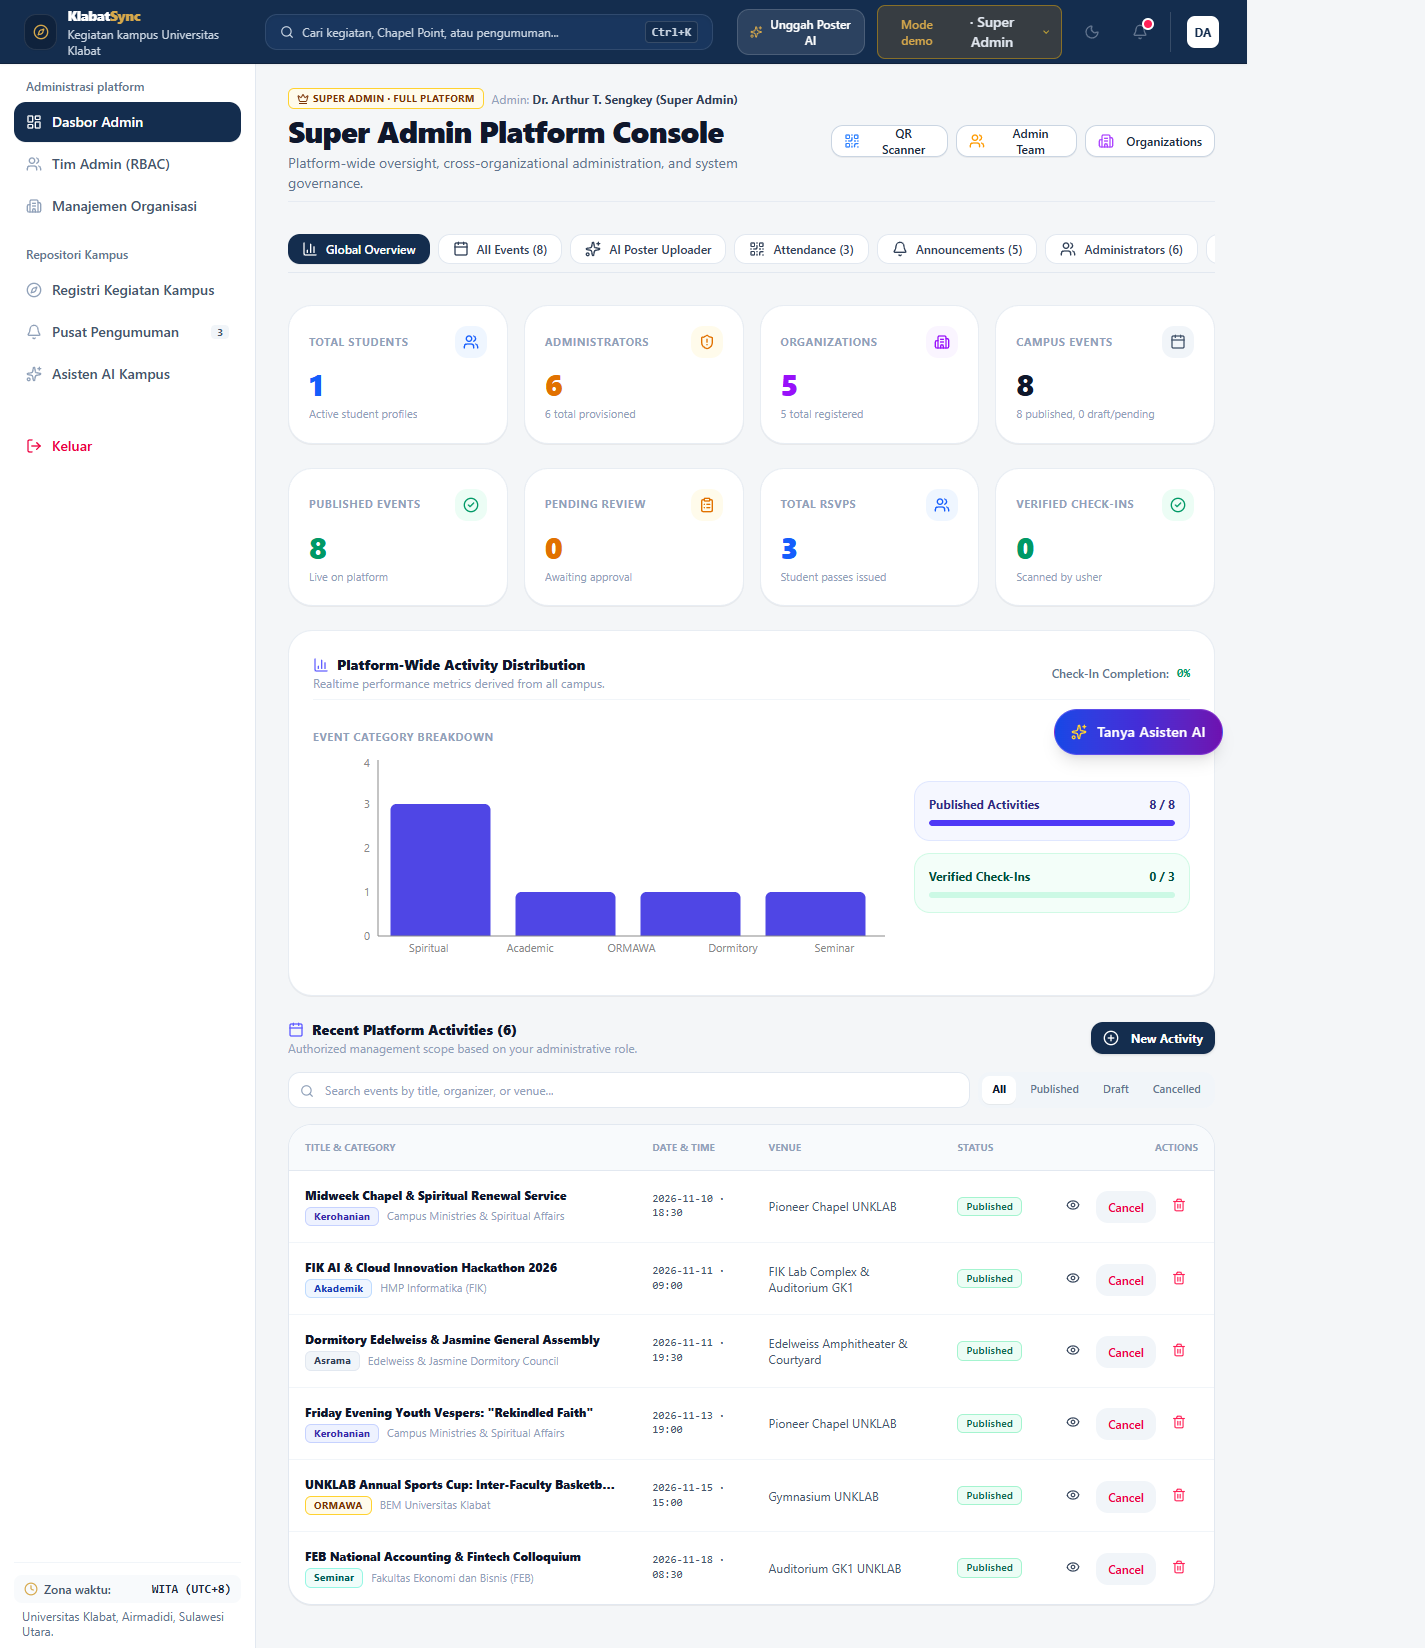 KlabatSync
Kegiatan kampus Universitas
Klabat
Cari kegiatan, Chapel Point, atau pengumuman...
Ctrl+K
Unggah Poster
AI
Mode
demo
· Super
Admin
DA
Administrasi platform
Dasbor Admin
Tim Admin (RBAC)
Manajemen Organisasi
Repositori Kampus
Registri Kegiatan Kampus
Pusat Pengumuman 3
Asisten AI Kampus
Keluar
Zona waktu: WITA (UTC+8)
Universitas Klabat, Airmadidi, Sulawesi
Utara.
SUPER ADMIN · FULL PLATFORM Admin: Dr. Arthur T. Sengkey (Super Admin)
Super Admin Platform Console
Platform-wide oversight, cross-organizational administration, and system
governance.
QR
Scanner
Admin
Team
Organizations
Global Overview
All Events (8)
AI Poster Uploader
Attendance (3)
Announcements (5)
Administrators (6)
TOTAL STUDENTS
1
Active student profiles
ADMINISTRATORS
6
6 total provisioned
ORGANIZATIONS
5
5 total registered
CAMPUS EVENTS
8
8 published, 0 draft/pending
PUBLISHED EVENTS
8
Live on platform
PENDING REVIEW
0
Awaiting approval
TOTAL RSVPS
3
Student passes issued
VERIFIED CHECK-INS
0
Scanned by usher
Platform-Wide Activity Distribution
Realtime performance metrics derived from all campus.
Check-In Completion: 0%
Tanya Asisten AI
EVENT CATEGORY BREAKDOWN
4
3
2
1
0
Spiritual Academic ORMAWA Dormitory Seminar
Published Activities 8 / 8
Verified Check-Ins 0 / 3
Recent Platform Activities (6)
Authorized management scope based on your administrative role.
New Activity
Search events by title, organizer, or venue...
All Published Draft Cancelled
TITLE & CATEGORY DATE & TIME VENUE STATUS ACTIONS
Midweek Chapel & Spiritual Renewal Service
Kerohanian Campus Ministries & Spiritual Affairs
2026-11-10 ·
18:30
Pioneer Chapel UNKLAB
Published
Cancel
FIK AI & Cloud Innovation Hackathon 2026
Akademik HMP Informatika (FIK)
2026-11-11 ·
09:00
FIK Lab Complex &
Auditorium GK1
Published
Cancel
Dormitory Edelweiss & Jasmine General Assembly
Asrama Edelweiss & Jasmine Dormitory Council
2026-11-11 ·
19:30
Edelweiss Amphitheater &
Courtyard
Published
Cancel
Friday Evening Youth Vespers: "Rekindled Faith"
Kerohanian Campus Ministries & Spiritual Affairs
2026-11-13 ·
19:00
Pioneer Chapel UNKLAB
Published
Cancel
UNKLAB Annual Sports Cup: Inter-Faculty Basketb...
ORMAWA BEM Universitas Klabat
2026-11-15 ·
15:00
Gymnasium UNKLAB
Published
Cancel
FEB National Accounting & Fintech Colloquium
Seminar Fakultas Ekonomi dan Bisnis (FEB)
2026-11-18 ·
08:30
Auditorium GK1 UNKLAB
Published
Cancel